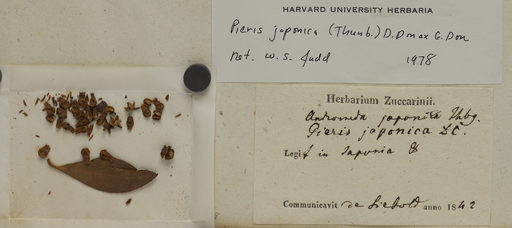 HARVARD UNIVERSITY HERBARIA
Pieris japonica (Thunb.) D. Don ex G. Don
Det. W. S. Judd 1978
Herbarium Zuccarinii.
Andromeda japonica Thbg.
Pieris japonica DC.
Legit in Japonia
Communicavit de Siebold anno 1842